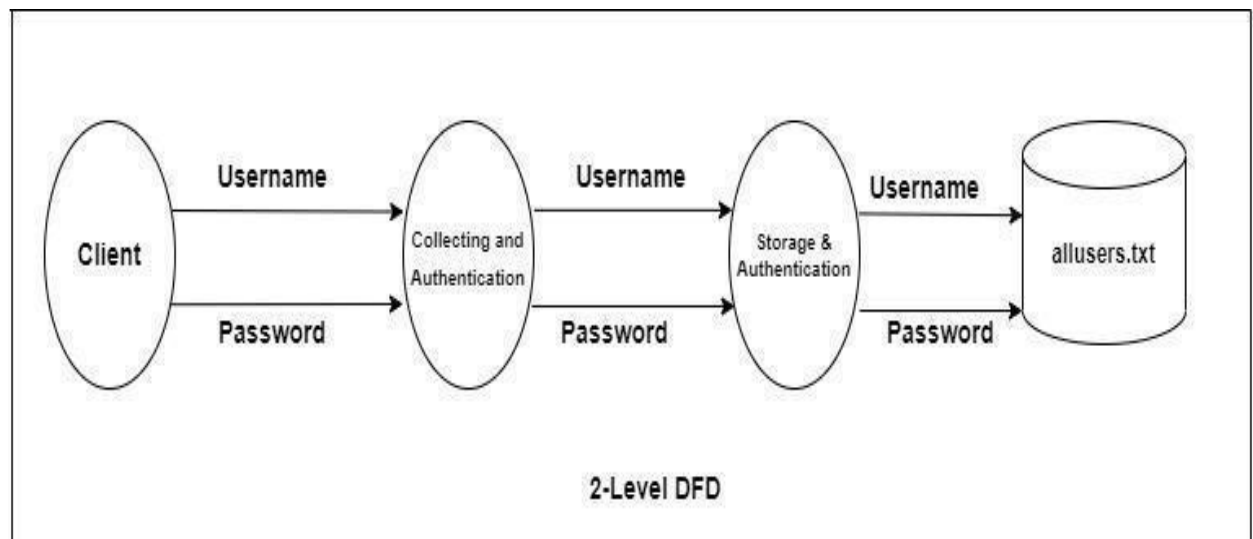 Client
Username
Password
Collecting and
Authentication
Username
Password
Storage &
Authentication
Username
Password
allusers.txt
2-Level DFD